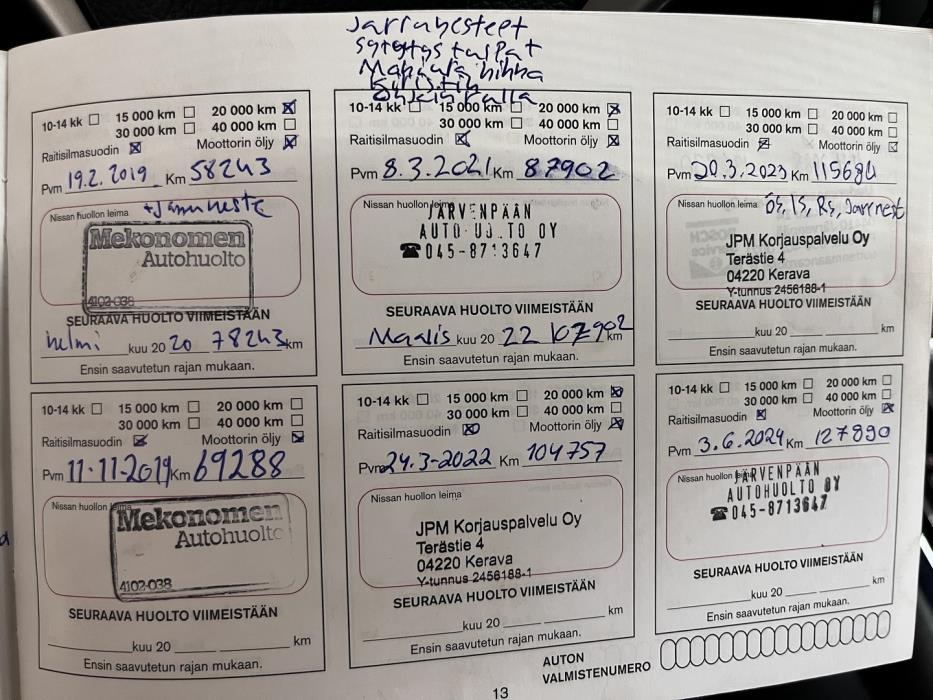 Jarrunesteet
sytytystulpat
Mapiura hihna
Kiristin
Ohjainrulla
10-14 kk ☐ 15 000 km ☐ 20 000 km ☒
30 000 km ☐ 40 000 km ☐
Raitisilmasuodin ☒ Moottorin öljy ☒
Pvm 19.2.2019 Km 58243
Nissan huollon leima
+Jarruneste
Mekonomen
Autohuolto
4102-038
SEURAAVA HUOLTO VIIMEISTÄÄN
helmi kuu 20 20 78243 km
Ensin saavutetun rajan mukaan.
10-14 kk ☐ 15 000 km ☐ 20 000 km ☒
30 000 km ☐ 40 000 km ☐
Raitisilmasuodin ☒ Moottorin öljy ☒
Pvm 8.3.2021 Km 87902
Nissan huollon leima
JÄRVENPÄÄN
OY
☎ 045-8713647
SEURAAVA HUOLTO VIIMEISTÄÄN
Maalis kuu 20 22 107902 km
Ensin saavutetun rajan mukaan.
10-14 kk ☐ 15 000 km ☐ 20 000 km ☐
30 000 km ☐ 40 000 km ☐
Raitisilmasuodin ☒ Moottorin öljy ☒
Pvm 20.3.2023 Km 115684
Nissan huollon leima
ÖS, IS, RS, Jarrnest
JPM Korjauspalvelu Oy
Terästie 4
04220 Kerava
Y-tunnus 2456188-1
SEURAAVA HUOLTO VIIMEISTÄÄN
kuu 20 km
Ensin saavutetun rajan mukaan.
10-14 kk ☐ 15 000 km ☐ 20 000 km ☐
30 000 km ☐ 40 000 km ☐
Raitisilmasuodin ☒ Moottorin öljy ☒
Pvm 11.11.2019 Km 69288
Nissan huollon leima
Mekonomen
Autohuolto
4102-038
SEURAAVA HUOLTO VIIMEISTÄÄN
kuu 20 km
Ensin saavutetun rajan mukaan.
10-14 kk ☐ 15 000 km ☐ 20 000 km ☒
30 000 km ☐ 40 000 km ☐
Raitisilmasuodin ☒ Moottorin öljy ☒
Pvm 24.3-2022 Km 104757
Nissan huollon leima
JPM Korjauspalvelu Oy
Terästie 4
04220 Kerava
Y-tunnus 2456188-1
SEURAAVA HUOLTO VIIMEISTÄÄN
kuu 20 km
Ensin saavutetun rajan mukaan.
10-14 kk ☐ 15 000 km ☐ 20 000 km ☐
30 000 km ☐ 40 000 km ☐
Raitisilmasuodin ☒ Moottorin öljy ☒
Pvm 3.6.2024 Km 127890
Nissan huollon leima
JÄRVENPÄÄN
AUTOHUOLTO OY
☎ 045-8713647
SEURAAVA HUOLTO VIIMEISTÄÄN
kuu 20 km
Ensin saavutetun rajan mukaan.
AUTON
VALMISTENUMERO
13